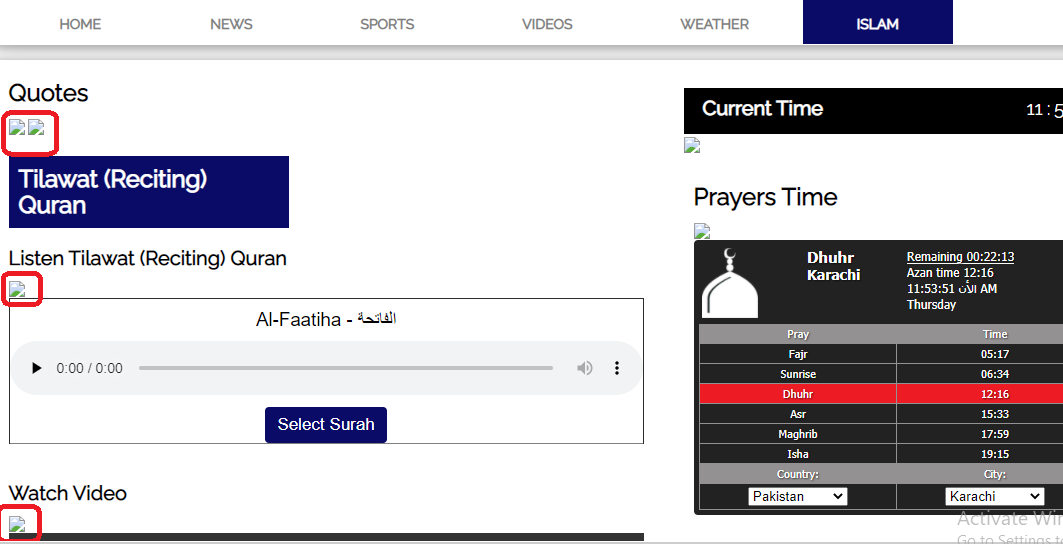 HOME NEWS SPORTS VIDEOS WEATHER ISLAM
Quotes
Tilawat (Reciting)
Quran
Listen Tilawat (Reciting) Quran
Al-Faatiha - الفاتحة
0:00 / 0:00
Select Surah
Watch Video
Current Time 11 : 5
Prayers Time
Dhuhr
Karachi
Remaining 00:22:13
Azan time 12:16
11:53:51 الأن AM
Thursday
Pray Time
Fajr 05:17
Sunrise 06:34
Dhuhr 12:16
Asr 15:33
Maghrib 17:59
Isha 19:15
Country: City:
Pakistan Karachi
Activate Win
Go to Settings to